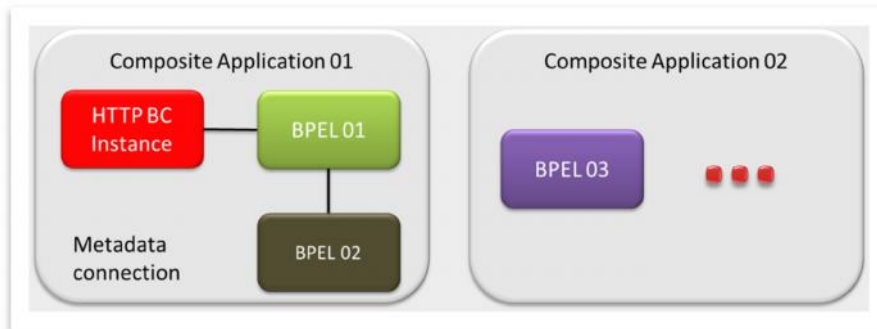 Composite Application 01
HTTP BC
Instance
BPEL 01
BPEL 02
Metadata
connection
Composite Application 02
BPEL 03